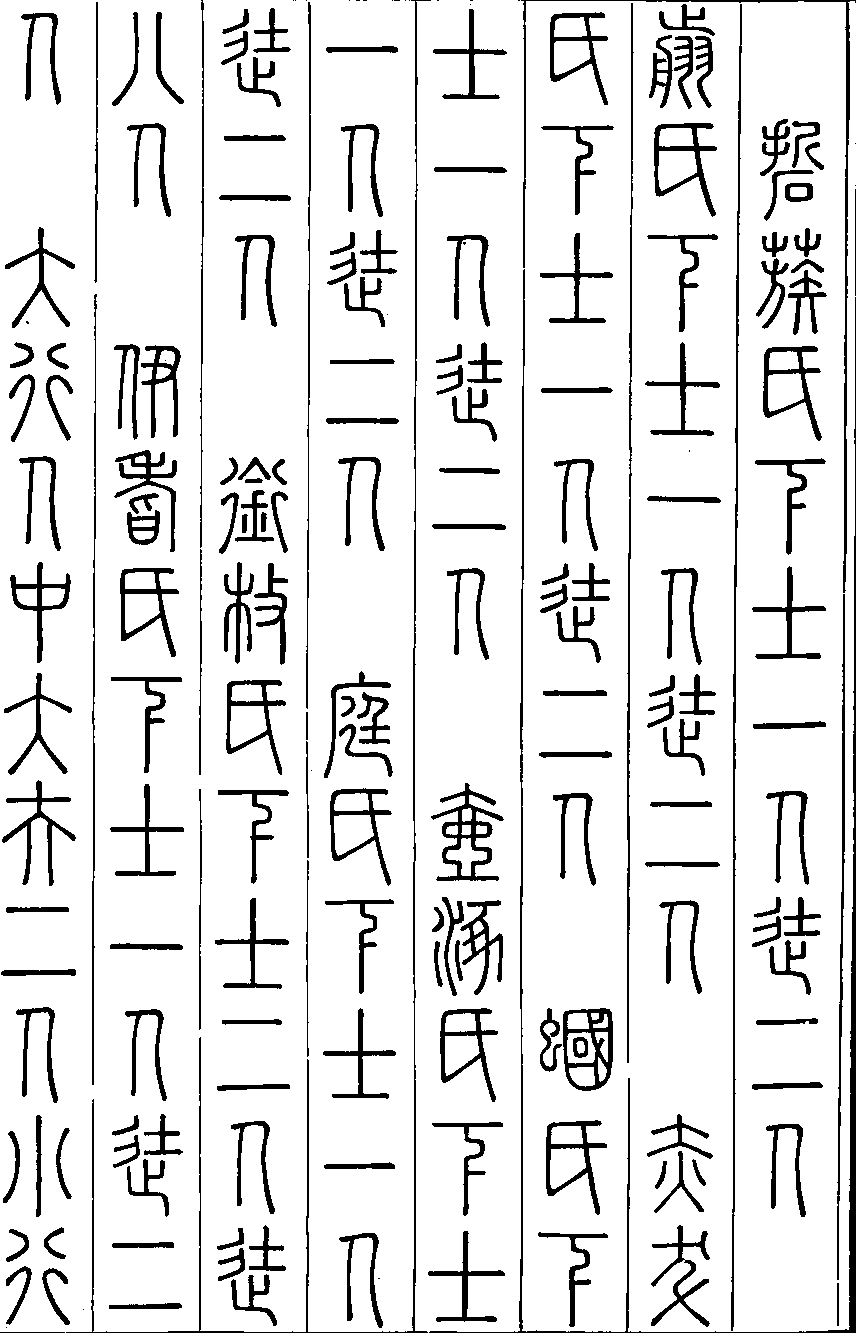 硩蔟氏下士一人徒二人
翦氏下士一人徒二人　赤犮
氏下士一人徒二人　蟈氏下
士一人徒二人　壺涿氏下士
一人徒二人　庭氏下士一人
徒二人　銜枚氏下士二人徒
八人　伊耆氏下士一人徒二
人　大行人中大夫二人小行